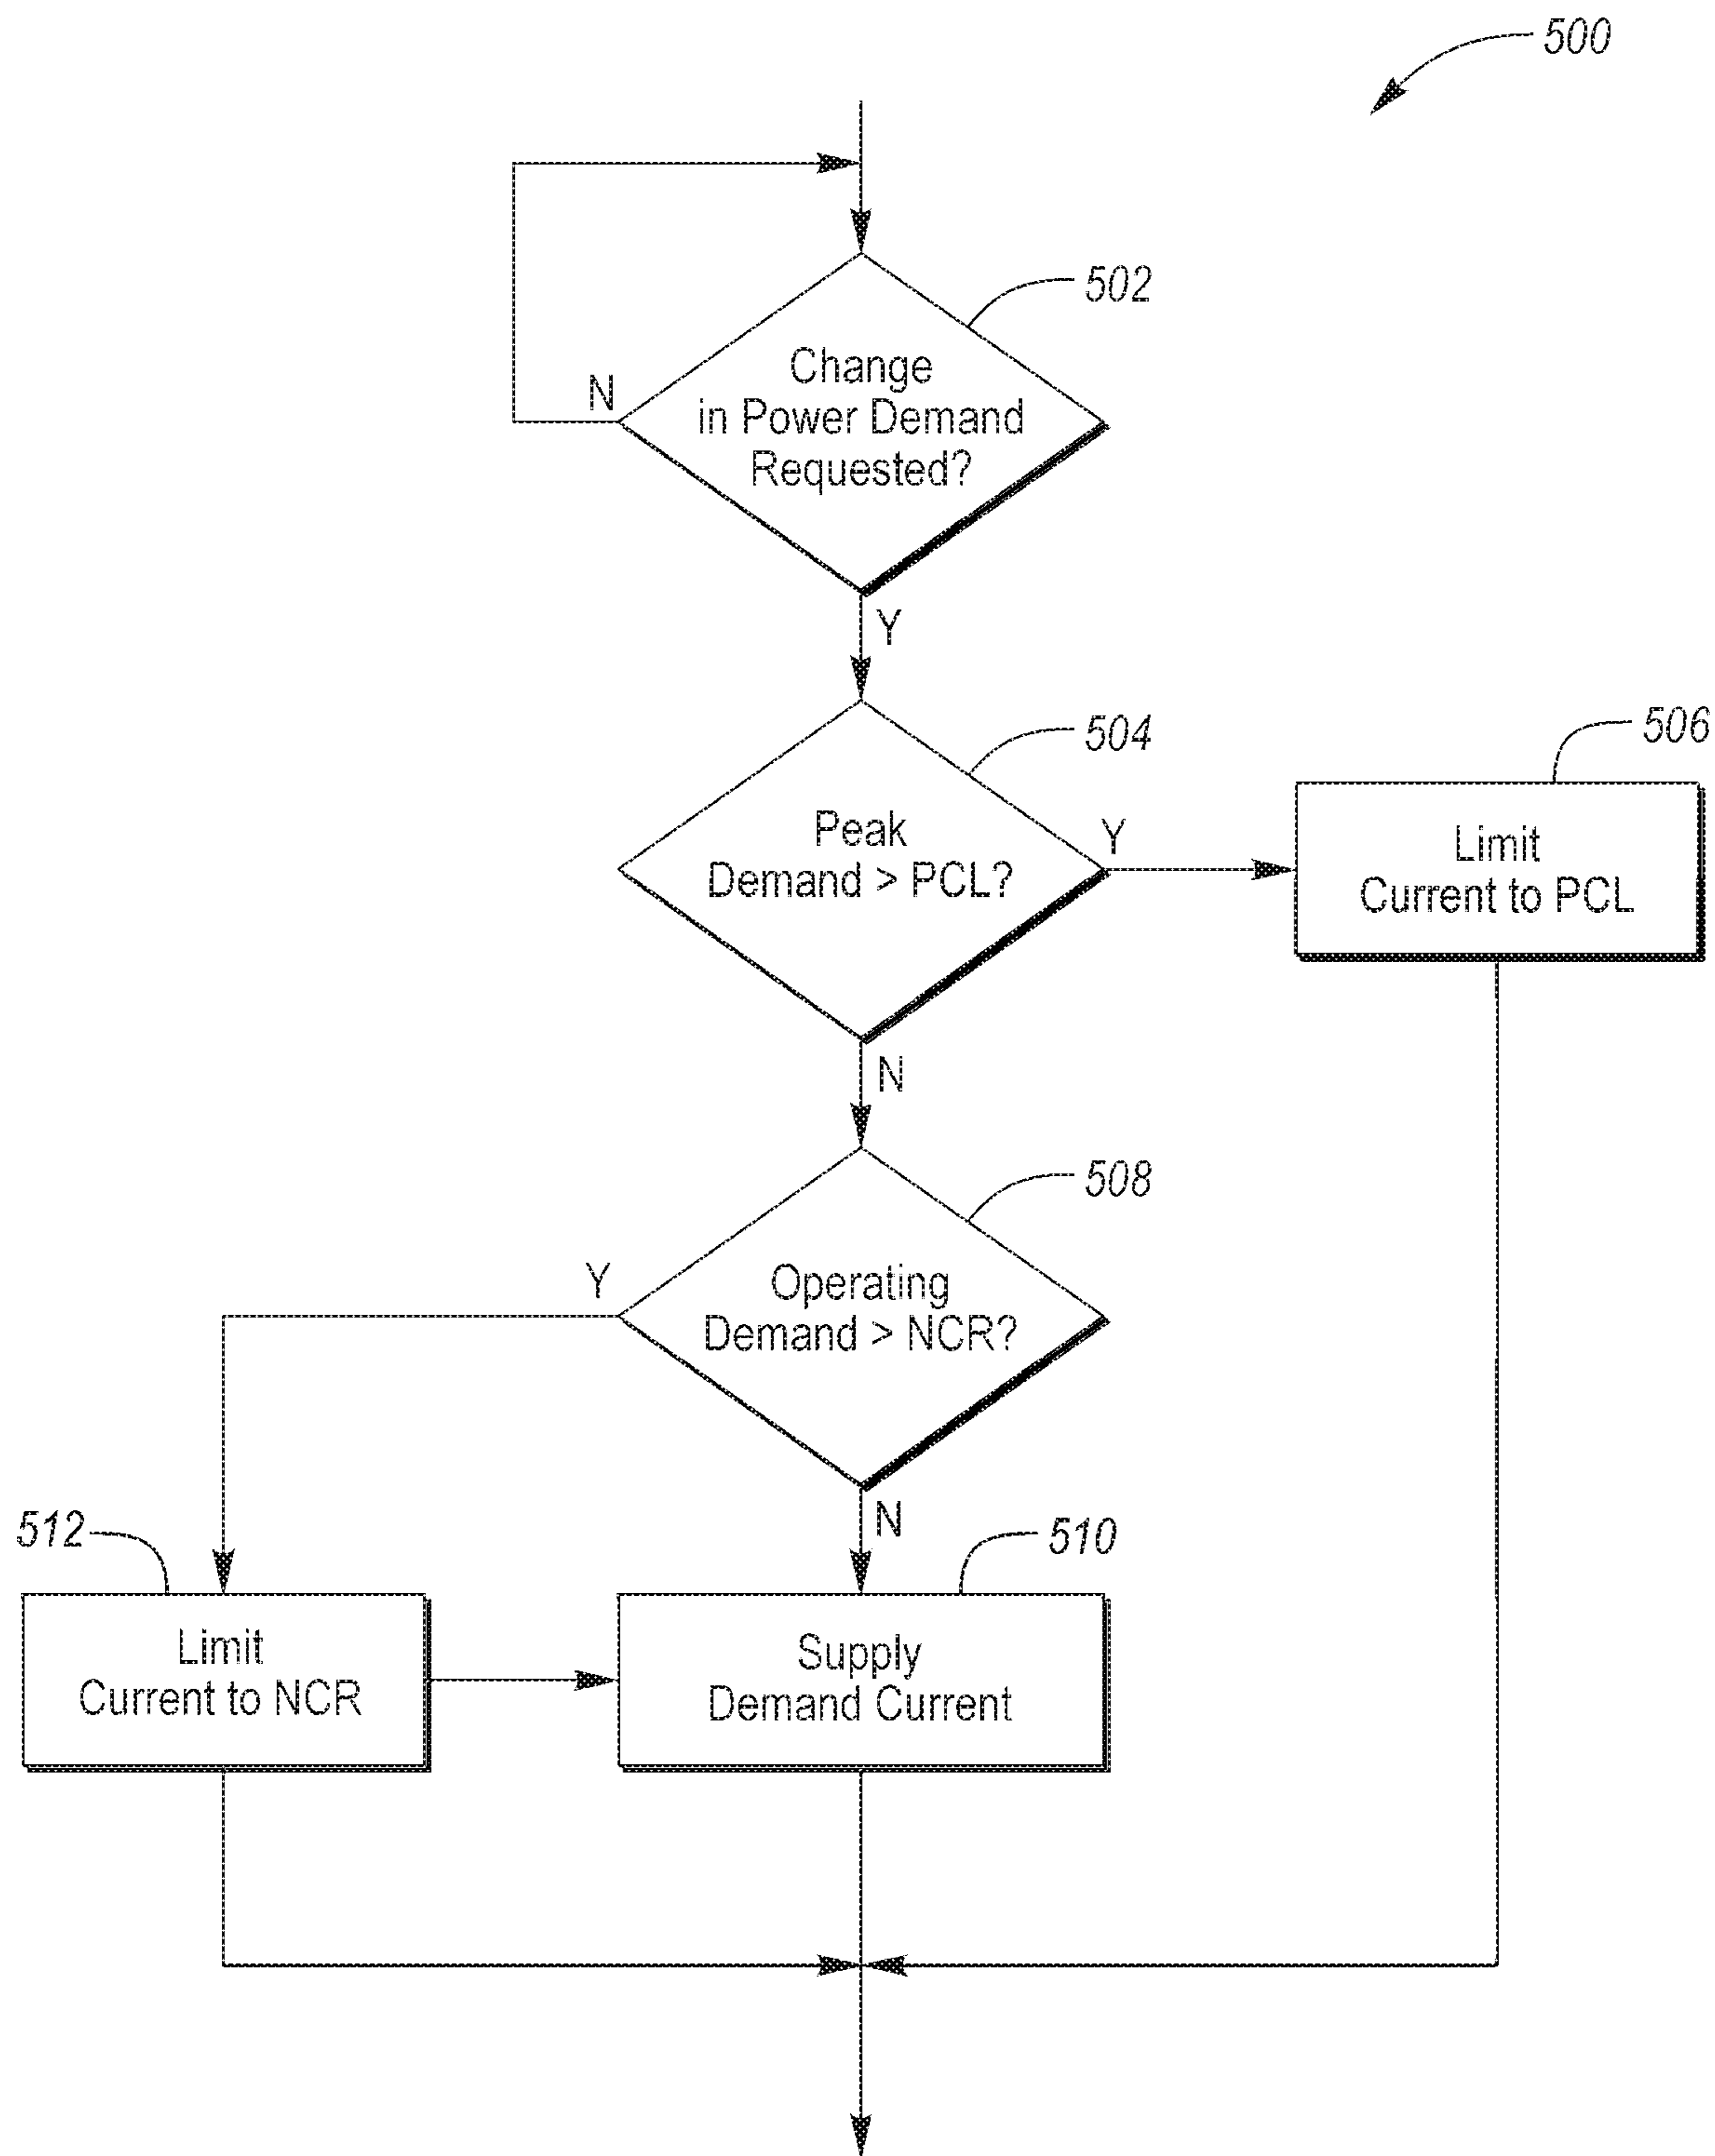 500
502
Change
in Power Demand
Requested?
N
Y
504
Peak
Demand > PCL?
Y
506
Limit
Current to PCL
N
508
Operating
Demand > NCR?
Y
N
512
Limit
Current to NCR
510
Supply
Demand Current